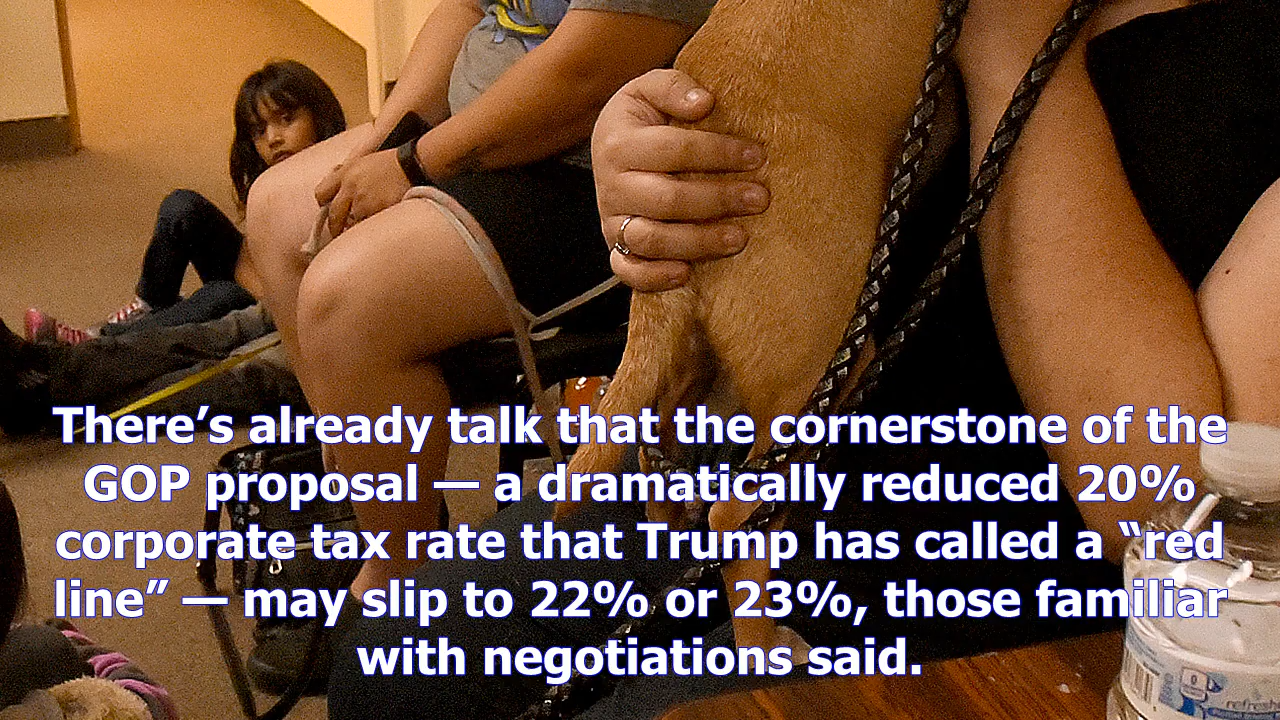 There’s already talk that the cornerstone of the
GOP proposal — a dramatically reduced 20%
corporate tax rate that Trump has called a “red
line” — may slip to 22% or 23%, those familiar
with negotiations said.
refreshe